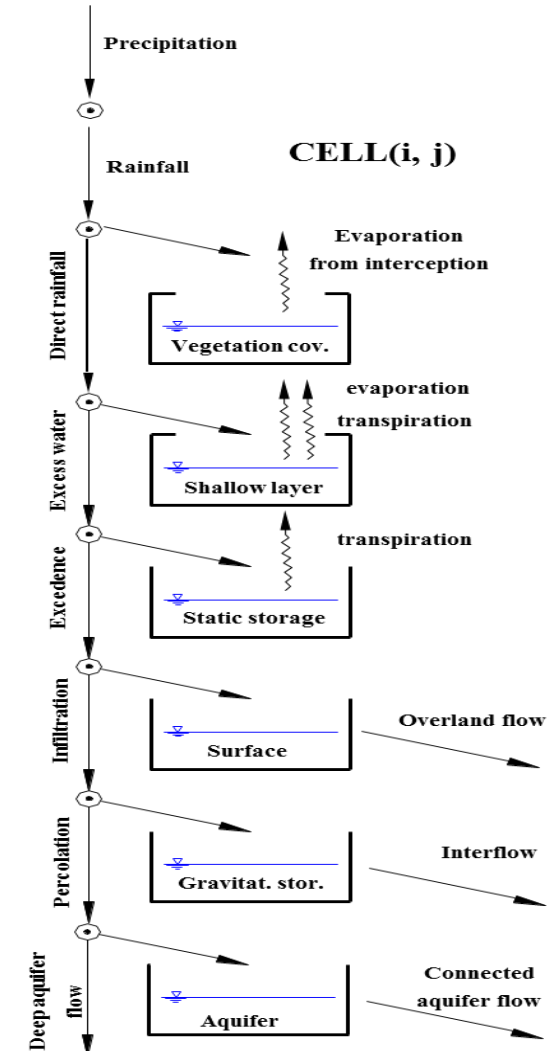 Precipitation
CELL(i, j)
Rainfall
Evaporation
from interception
Direct rainfall
Vegetation cov.
evaporation
transpiration
Excess water
Shallow layer
transpiration
Excedence
Static storage
Infiltration
Overland flow
Surface
Percolation
Interflow
Gravitat. stor.
Deep aquifer
flow
Connected
aquifer flow
Aquifer